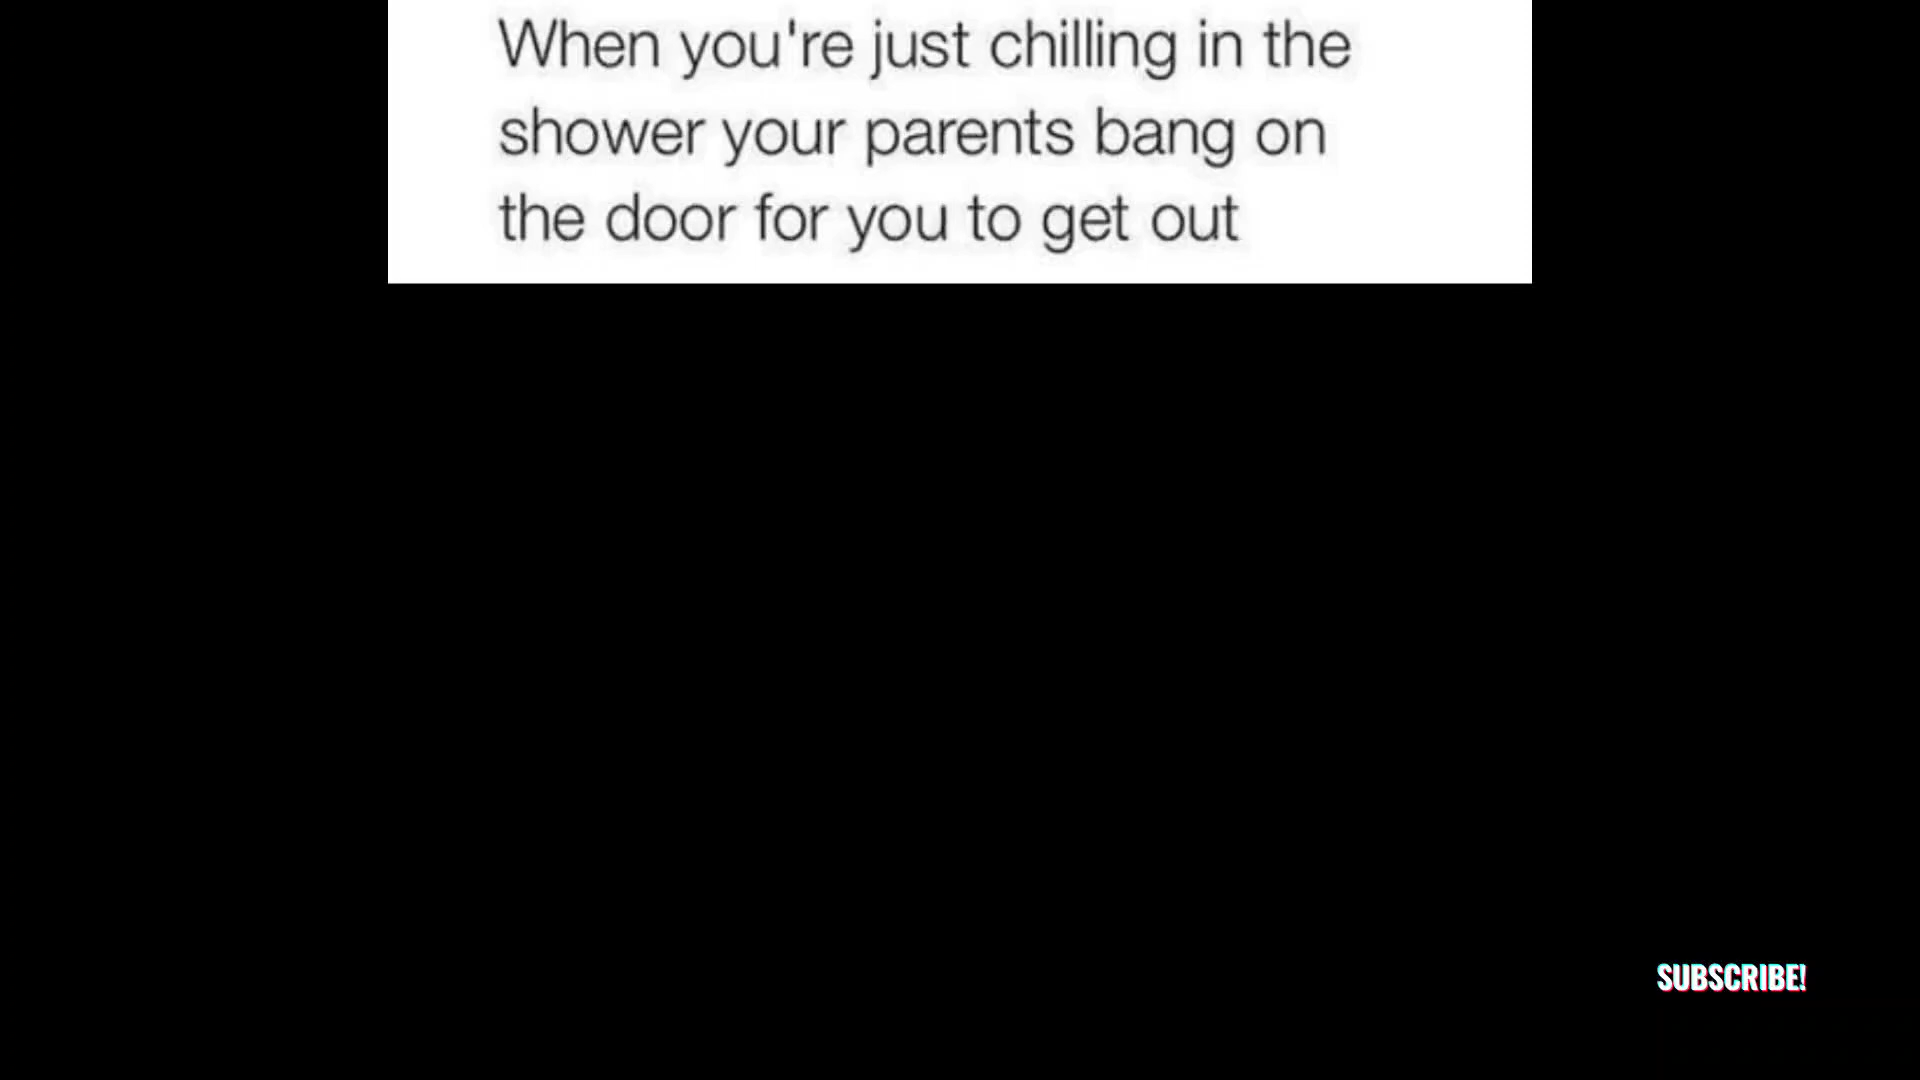 When you're just chilling in the
shower your parents bang on
the door for you to get out
SUBSCRIBE!